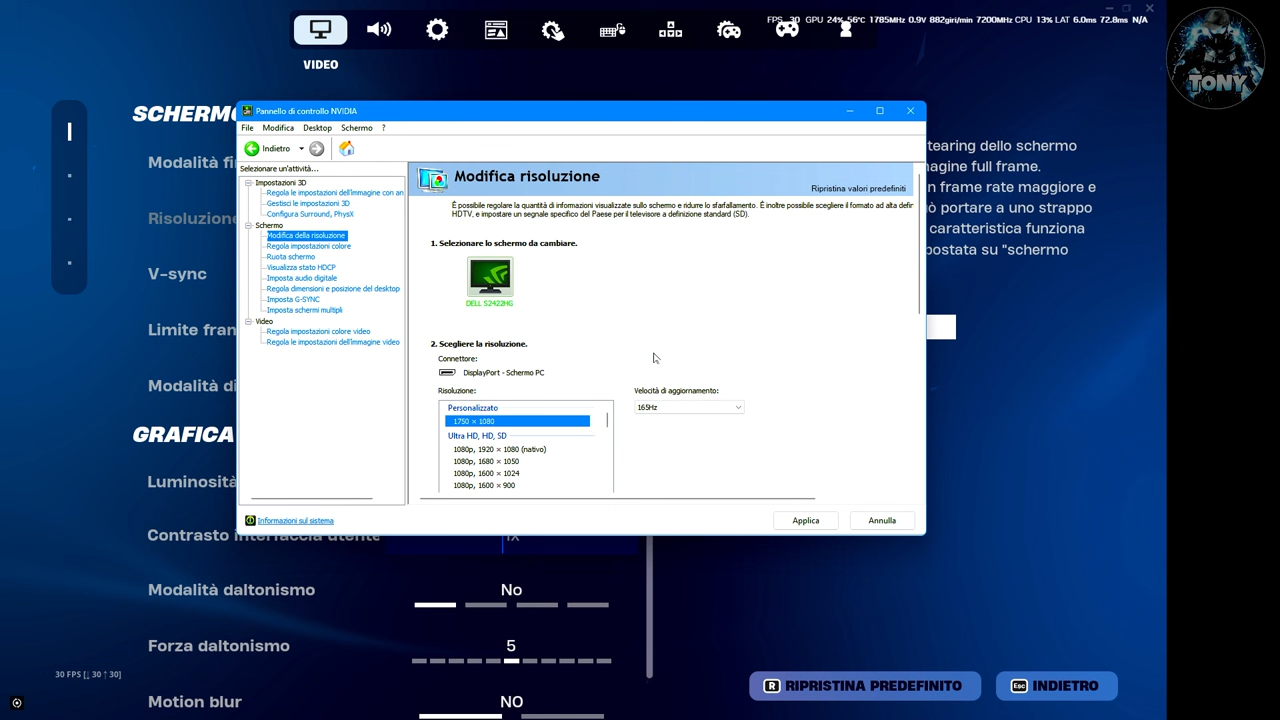 FPS 30 GPU 24% 56°C 1785MHz 0.9V 882giri/min 7200MHz CPU 13% LAT 6.0ms 72.8ms N/A
VIDEO
TONY
SCHERMO
Modalità
Risoluzione
V-sync
Limite
Modalità
GRAFICA
Luminosità
Contrasto interfaccia utente
1X
Modalità daltonismo
No
Forza daltonismo
5
Motion blur
NO
30 FPS [↓ 30 ↑ 30]
tearing dello schermo
full frame.
frame rate maggiore e
può portare a uno strappo
caratteristica funziona
"schermo
Pannello di controllo NVIDIA
File Modifica Desktop Schermo ?
Indietro
Selezionare un'attività...
Impostazioni 3D
Regola le impostazioni dell'immagine con an
Gestisci le impostazioni 3D
Configura Surround, PhysX
Schermo
Modifica della risoluzione
Regola impostazioni colore
Ruota schermo
Visualizza stato HDCP
Imposta audio digitale
Regola dimensioni e posizione del desktop
Imposta G-SYNC
Imposta schermi multipli
Video
Regola impostazioni colore video
Regola le impostazioni dell'immagine video
Modifica risoluzione
Ripristina valori predefiniti
È possibile regolare la quantità di informazioni visualizzate sullo schermo e ridurre lo sfarfallamento. È inoltre possibile scegliere il formato ad alta defir
HDTV, e impostare un segnale specifico del Paese per il televisore a definizione standard (SD).
1. Selezionare lo schermo da cambiare.
DELL S2422HG
2. Scegliere la risoluzione.
Connettore:
DisplayPort - Schermo PC
Risoluzione:
Velocità di aggiornamento:
Personalizzato
165Hz
1750 × 1080
Ultra HD, HD, SD
1080p, 1920 × 1080 (nativo)
1080p, 1680 × 1050
1080p, 1600 × 1024
1080p, 1600 × 900
Informazioni sul sistema
Applica
Annulla
R RIPRISTINA PREDEFINITO
Esc INDIETRO